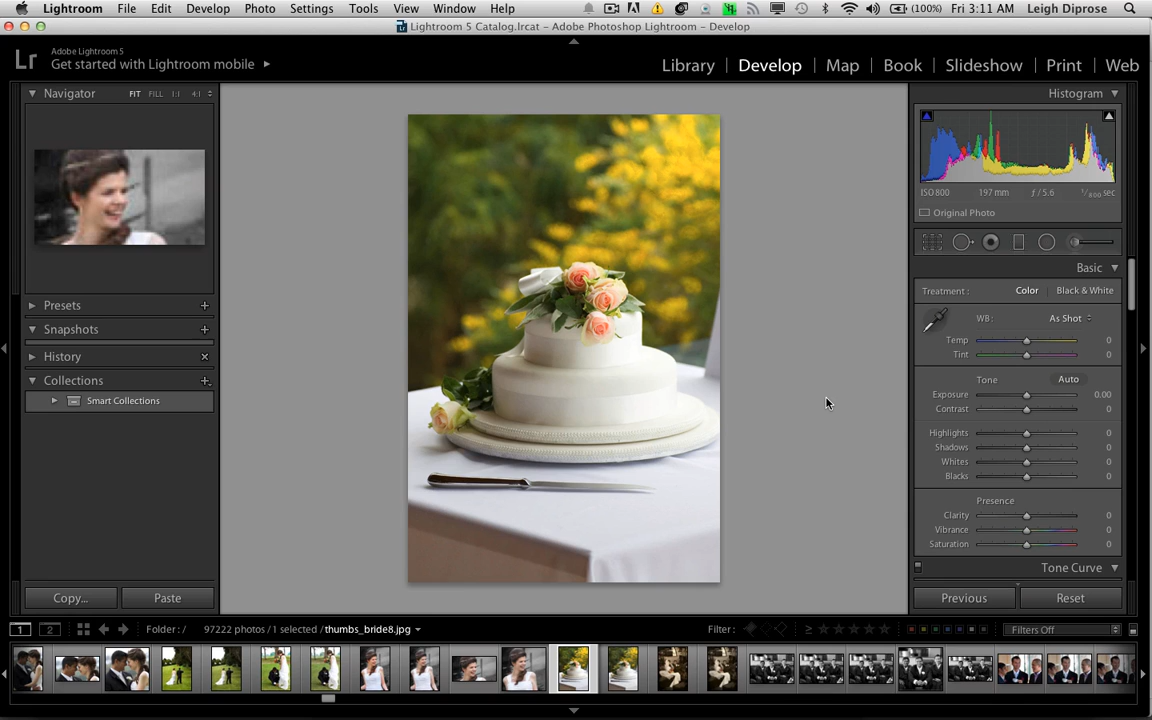 Lightroom File Edit Develop Photo Settings Tools View Window Help (100%) Fri 3:11 AM Leigh Diprose
Lightroom 5 Catalog.lrcat – Adobe Photoshop Lightroom – Develop
Lr Adobe Lightroom 5
Get started with Lightroom mobile
Library Develop Map Book Slideshow Print Web
Navigator FIT FILL 1:1 4:1
Presets
Snapshots
History
Collections
Smart Collections
Copy... Paste
Histogram
ISO 800 197 mm ƒ / 5.6 1/800 sec
Original Photo
Basic
Treatment : Color Black & White
WB: As Shot
Temp 0
Tint 0
Tone Auto
Exposure 0.00
Contrast 0
Highlights 0
Shadows 0
Whites 0
Blacks 0
Presence
Clarity 0
Vibrance 0
Saturation 0
Tone Curve
Previous Reset
1 2 Folder : / 97222 photos / 1 selected / thumbs_bride8.jpg Filter : Filters Off